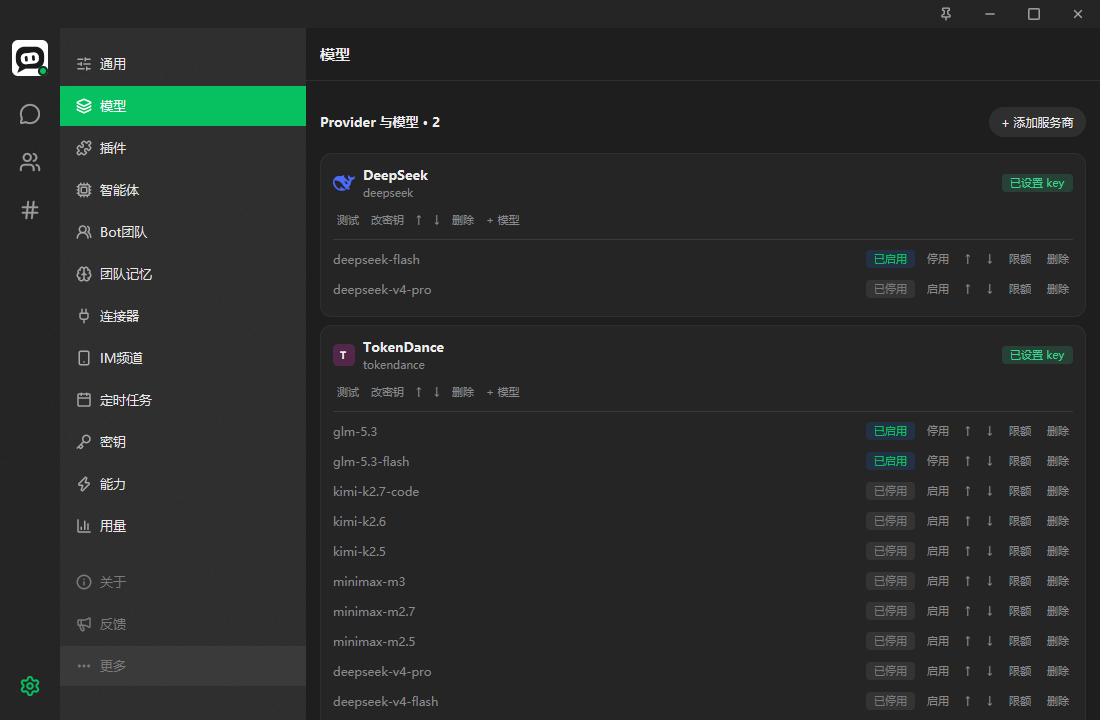 通用
模型
插件
智能体
Bot团队
团队记忆
连接器
IM频道
定时任务
密钥
能力
用量
关于
反馈
更多
模型
Provider 与模型 • 2
+ 添加服务商
DeepSeek
deepseek
已设置 key
测试 改密钥 ↑ ↓ 删除 + 模型
deepseek-flash 已启用 停用 ↑ ↓ 限额 删除
deepseek-v4-pro 已停用 启用 ↑ ↓ 限额 删除
T
TokenDance
tokendance
已设置 key
测试 改密钥 ↑ ↓ 删除 + 模型
glm-5.3 已启用 停用 ↑ ↓ 限额 删除
glm-5.3-flash 已启用 停用 ↑ ↓ 限额 删除
kimi-k2.7-code 已停用 启用 ↑ ↓ 限额 删除
kimi-k2.6 已停用 启用 ↑ ↓ 限额 删除
kimi-k2.5 已停用 启用 ↑ ↓ 限额 删除
minimax-m3 已停用 启用 ↑ ↓ 限额 删除
minimax-m2.7 已停用 启用 ↑ ↓ 限额 删除
minimax-m2.5 已停用 启用 ↑ ↓ 限额 删除
deepseek-v4-pro 已停用 启用 ↑ ↓ 限额 删除
deepseek-v4-flash 已停用 启用 ↑ ↓ 限额 删除